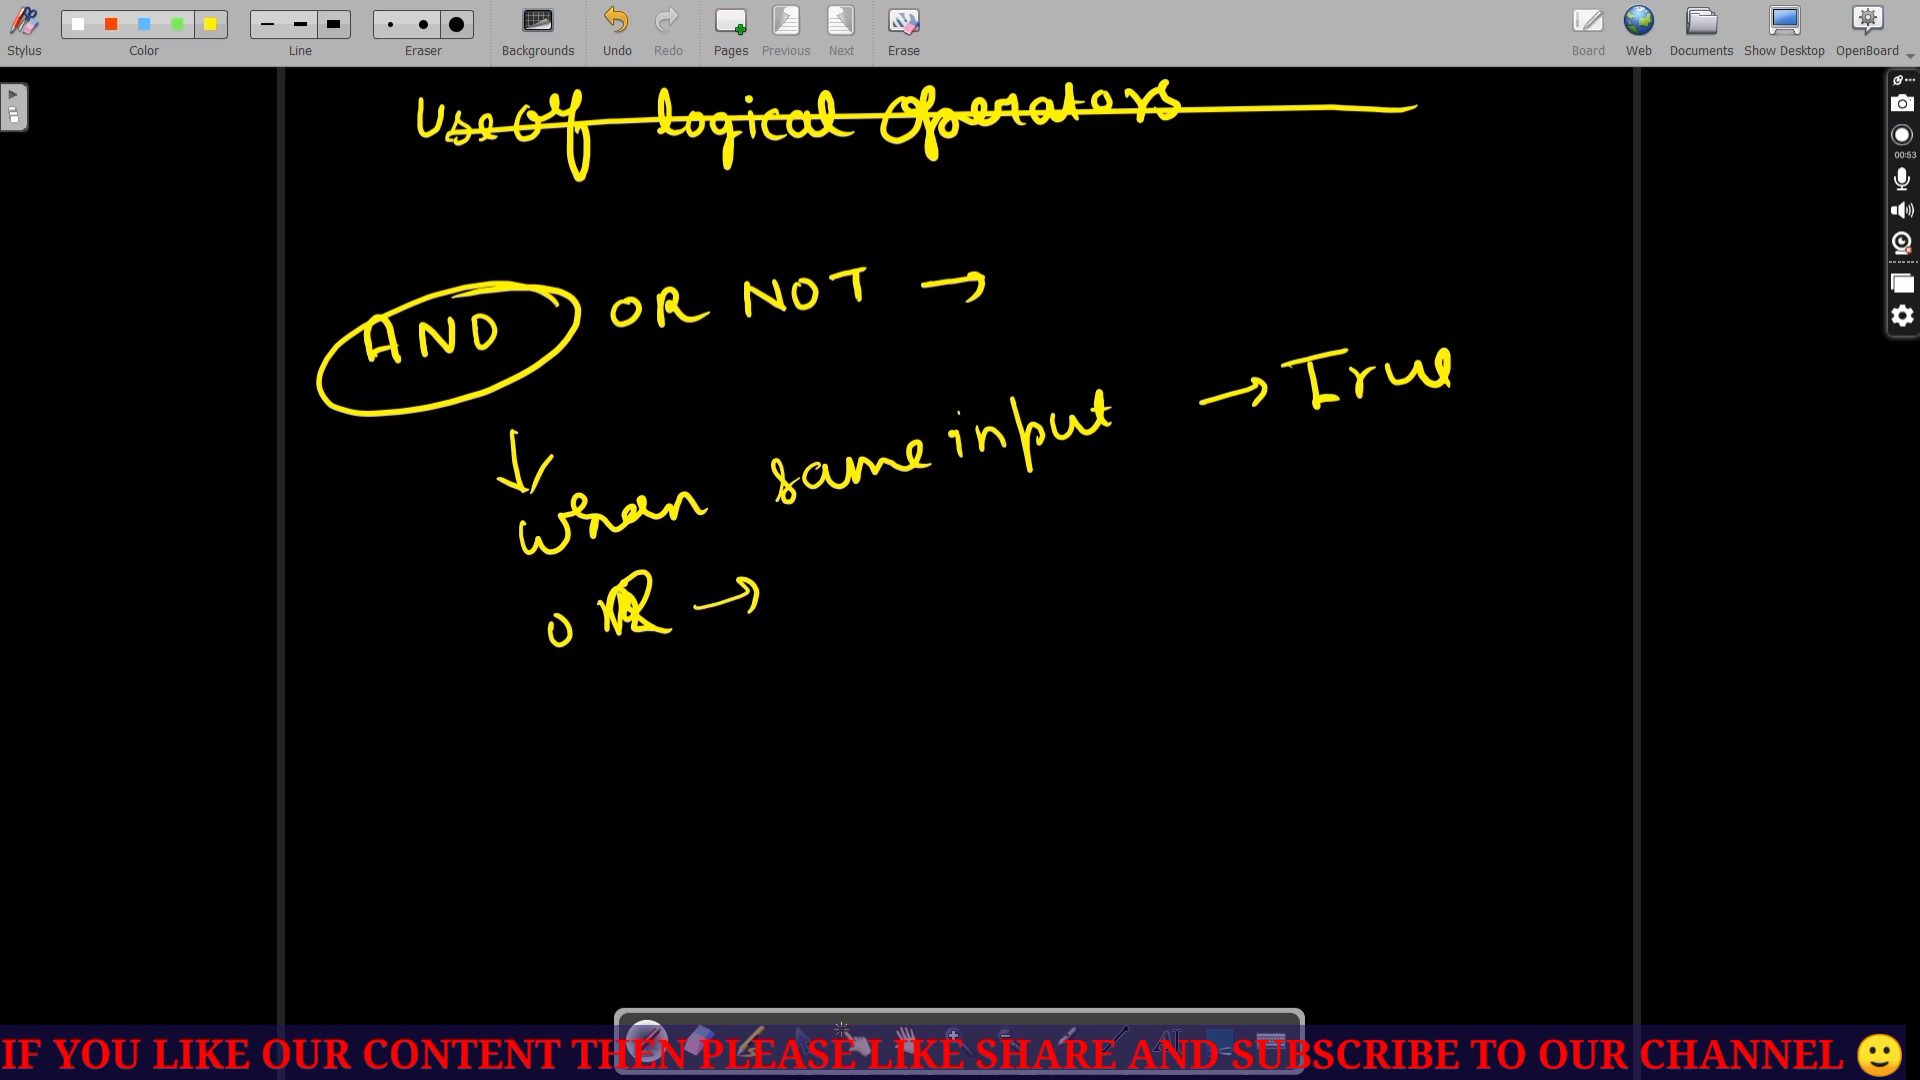 Stylus Color Line Eraser Backgrounds Undo Redo Pages Previous Next Erase Board Web Documents Show Desktop OpenBoard
00:53
Use Of logical Operators
AND OR NOT →
when same input → True
OR →
IF YOU LIKE OUR CONTENT THEN PLEASE LIKE SHARE AND SUBSCRIBE TO OUR CHANNEL 🙂